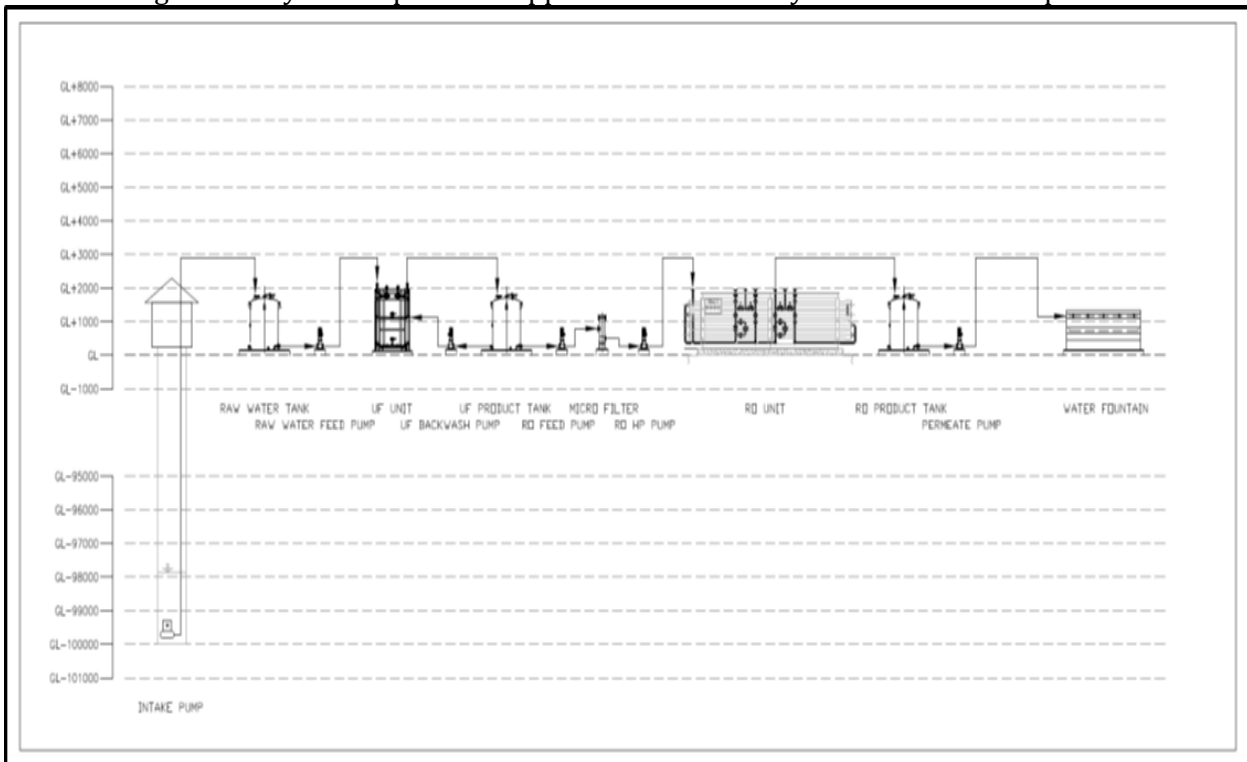 GL+8000
GL+7000
GL+6000
GL+5000
GL+4000
GL+3000
GL+2000
GL+1000
GL
GL-1000
RAW WATER TANK UF UNIT UF PRODUCT TANK MICRO FILTER RO UNIT RO PRODUCT TANK WATER FOUNTAIN
RAW WATER FEED PUMP UF BACKWASH PUMP RO FEED PUMP RO HP PUMP PERMEATE PUMP
GL-95000
GL-96000
GL-97000
GL-98000
GL-99000
GL-100000
GL-101000
INTAKE PUMP